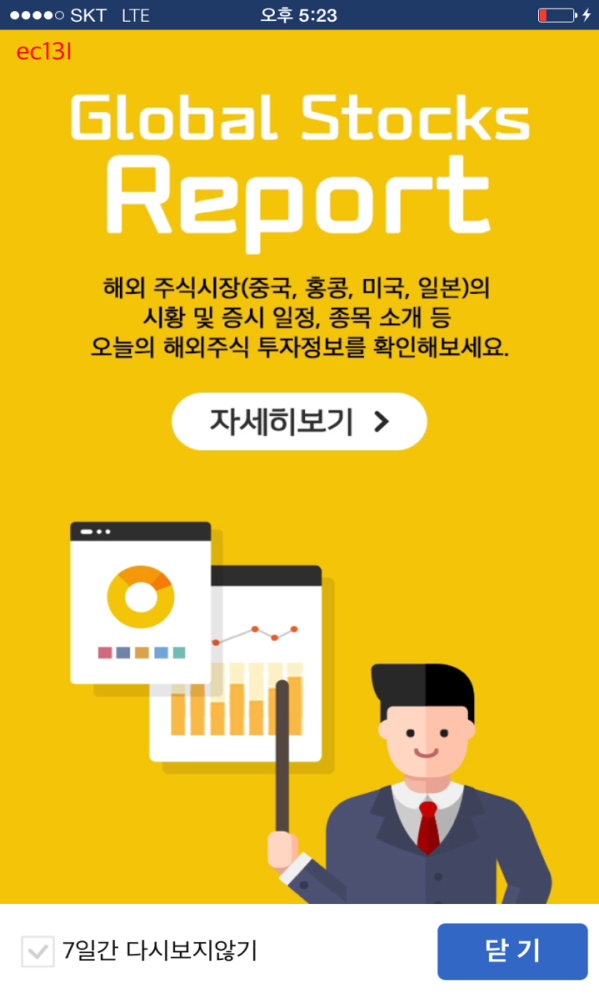 SKT LTE 오후 5:23
ec13l
Global Stocks
Report
해외 주식시장(중국, 홍콩, 미국, 일본)의
시황 및 증시 일정, 종목 소개 등
오늘의 해외주식 투자정보를 확인해보세요.
자세히보기
7일간 다시보지않기
닫 기